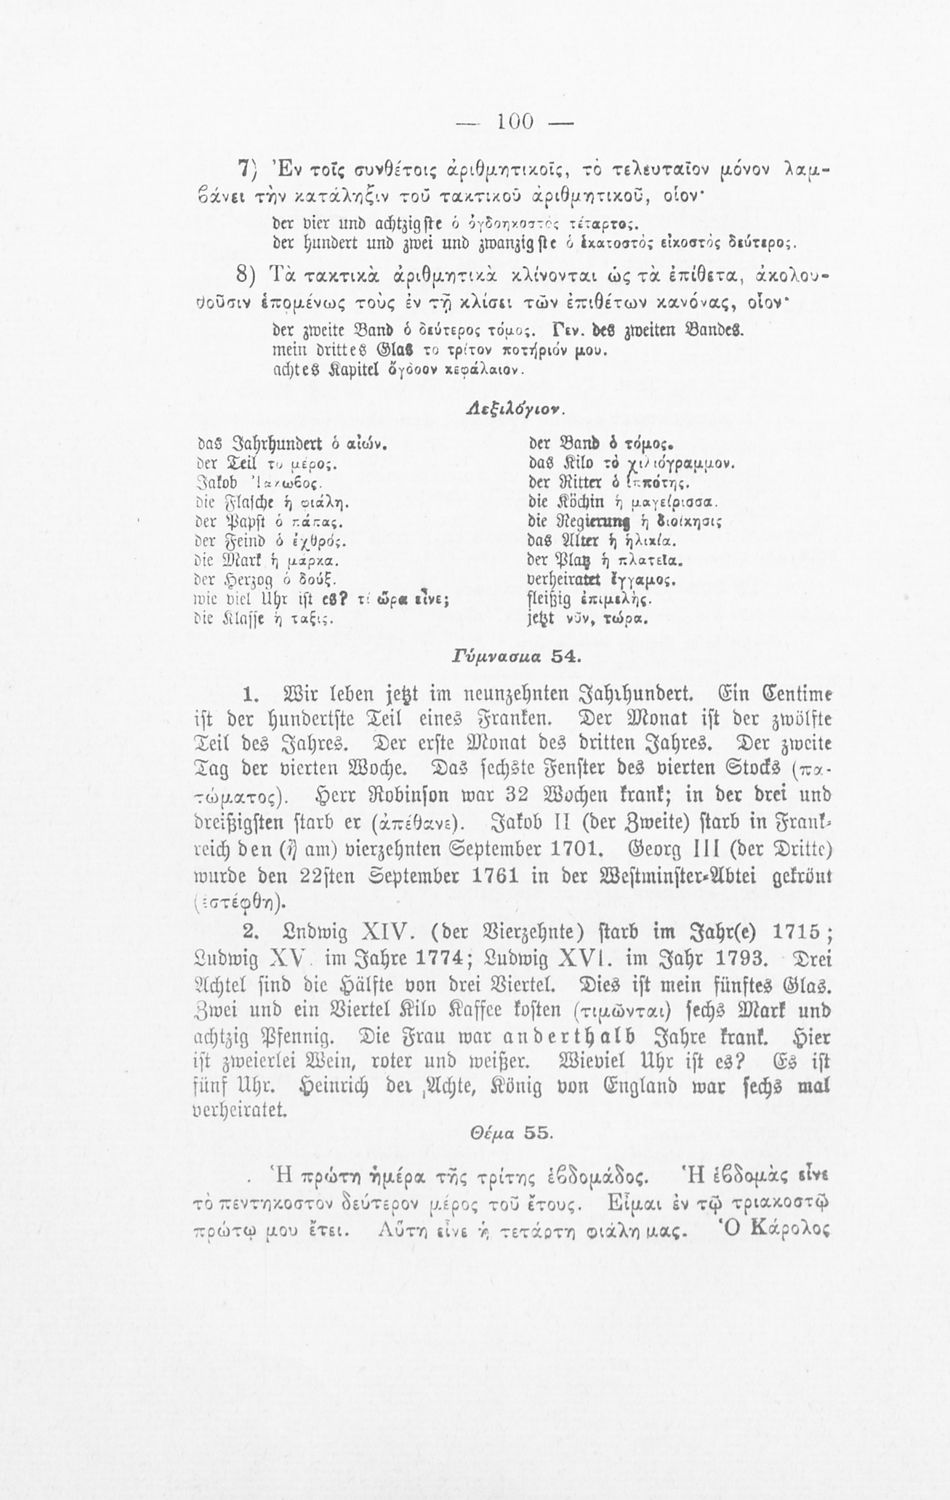 — 100 —
7) Ἐν τοῖς συνθέτοις ἀριθμητικοῖς, τὸ τελευταῖον μόνον λαμ-
βάνει τὴν κατάληξιν τοῦ τακτικοῦ ἀριθμητικοῦ, οἷον·
der vier und achtzigste ὁ ὀγδοηκοστὸς τέταρτος.
der hundert und zwei und zwanzigste ὁ ἑκατοστὸς εἰκοστὸς δεύτερος.
8) Τὰ τακτικὰ ἀριθμητικὰ κλίνονται ὡς τὰ ἐπίθετα, ἀκολου-
θοῦσιν ἑπομένως τοὺς ἐν τῇ κλίσει τῶν ἐπιθέτων κανόνας, οἷον·
der zweite Band ὁ δεύτερος τόμος. Γεν. des zweiten Bandes.
mein drittes Glas το τρίτον ποτήριόν μου.
achtes Kapitel ὄγδοον κεφάλαιον.
Λεξιλόγιον.
das Jahrhundert ὁ αἰών.
der Teil το μέρος.
Jakob Ἰάκωβος.
die Flasche ἡ φιάλη.
der Papst ὁ πάπας.
der Feind ὁ ἐχθρός.
die Mark ἡ μάρκα.
der Herzog ὁ δούξ.
wie viel Uhr ist es? τί ὥρα εἶνε;
die Klasse ἡ ταξις.
der Band ὁ τόμος.
das Kilo τὸ χιλιόγραμμον.
der Ritter ὁ ἱππότης.
die Köchin ἡ μαγείρισσα.
die Regierung ἡ διοίκησις
das Alter ἡ ἡλικία.
der Platz ἡ πλατεῖα.
verheiratet ἔγγαμος.
fleißig ἐπιμελής.
jetzt νῦν, τώρα.
Γύμνασμα 54.
1. Wir leben jetzt im neunzehnten Jahrhundert. Ein Centime
ist der hundertste Teil eines Franken. Der Monat ist der zwölfte
Teil des Jahres. Der erste Monat des dritten Jahres. Der zweite
Tag der vierten Woche. Das sechste Fenster des vierten Stocks (πα-
τώματος). Herr Robinson war 32 Wochen krank; in der drei und
dreißigsten starb er (ἀπέθανε). Jakob II (der Zweite) starb in Frank-
reich den (ἢ am) vierzehnten September 1701. Georg III (der Dritte)
wurde den 22sten September 1761 in der Westminster-Abtei gekrönt
(ἐστέφθη).
2. Ludwig XIV. (der Vierzehnte) starb im Jahr(e) 1715;
Ludwig XV. im Jahre 1774; Ludwig XVI. im Jahr 1793. Drei
Achtel sind die Hälfte von drei Viertel. Dies ist mein fünftes Glas.
Zwei und ein Viertel Kilo Kaffee kosten (τιμῶνται) sechs Mark und
achtzig Pfennig. Die Frau war anderthalb Jahre krank. Hier
ist zweierlei Wein, roter und weißer. Wieviel Uhr ist es? Es ist
fünf Uhr. Heinrich der Achte, König von England war sechs mal
verheiratet.
Θέμα 55.
Ἡ πρώτη ἡμέρα τῆς τρίτης ἑβδομάδος. Ἡ ἑβδομὰς εἶνε
τὸ πεντηκοστον δεύτερον μέρος τοῦ ἔτους. Εἶμαι ἐν τῷ τριακοστῷ
πρώτῳ μου ἔτει. Αὕτη εἶνε ἡ τετάρτη φιάλη μας. Ὁ Κάρολος